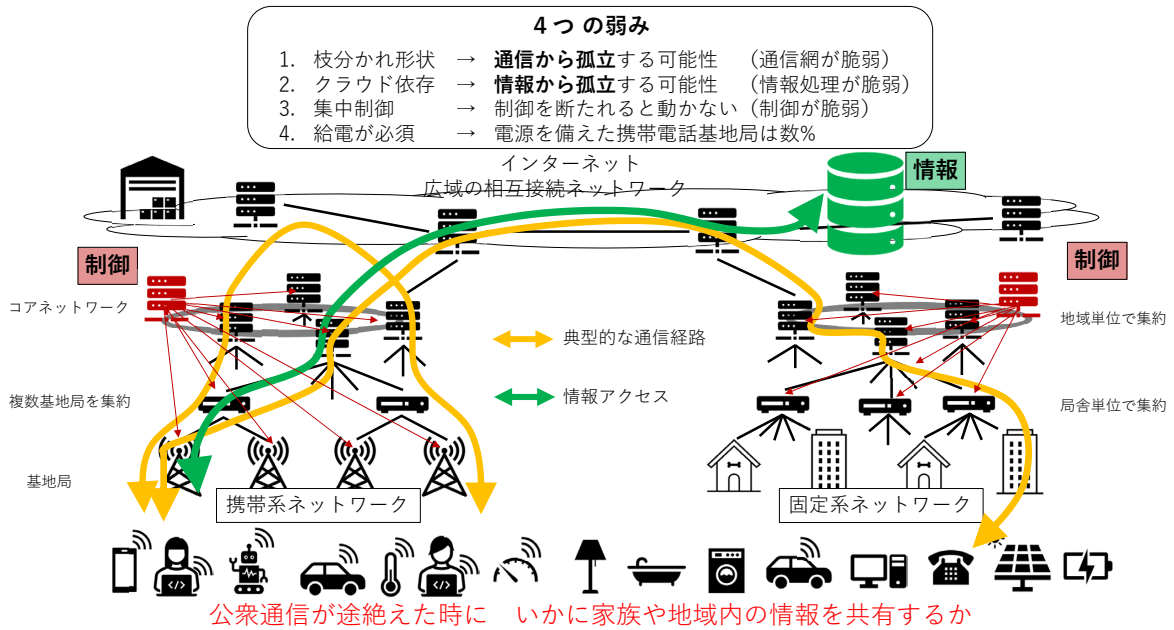 4つ の弱み
1. 枝分かれ形状 → 通信から孤立する可能性 （通信網が脆弱）
2. クラウド依存 → 情報から孤立する可能性 （情報処理が脆弱）
3. 集中制御 → 制御を断たれると動かない（制御が脆弱）
4. 給電が必須 → 電源を備えた携帯電話基地局は数%
インターネット
広域の相互接続ネットワーク
情報
制御
制御
コアネットワーク
地域単位で集約
典型的な通信経路
情報アクセス
複数基地局を集約
局舎単位で集約
基地局
携帯系ネットワーク
固定系ネットワーク
公衆通信が途絶えた時に いかに家族や地域内の情報を共有するか